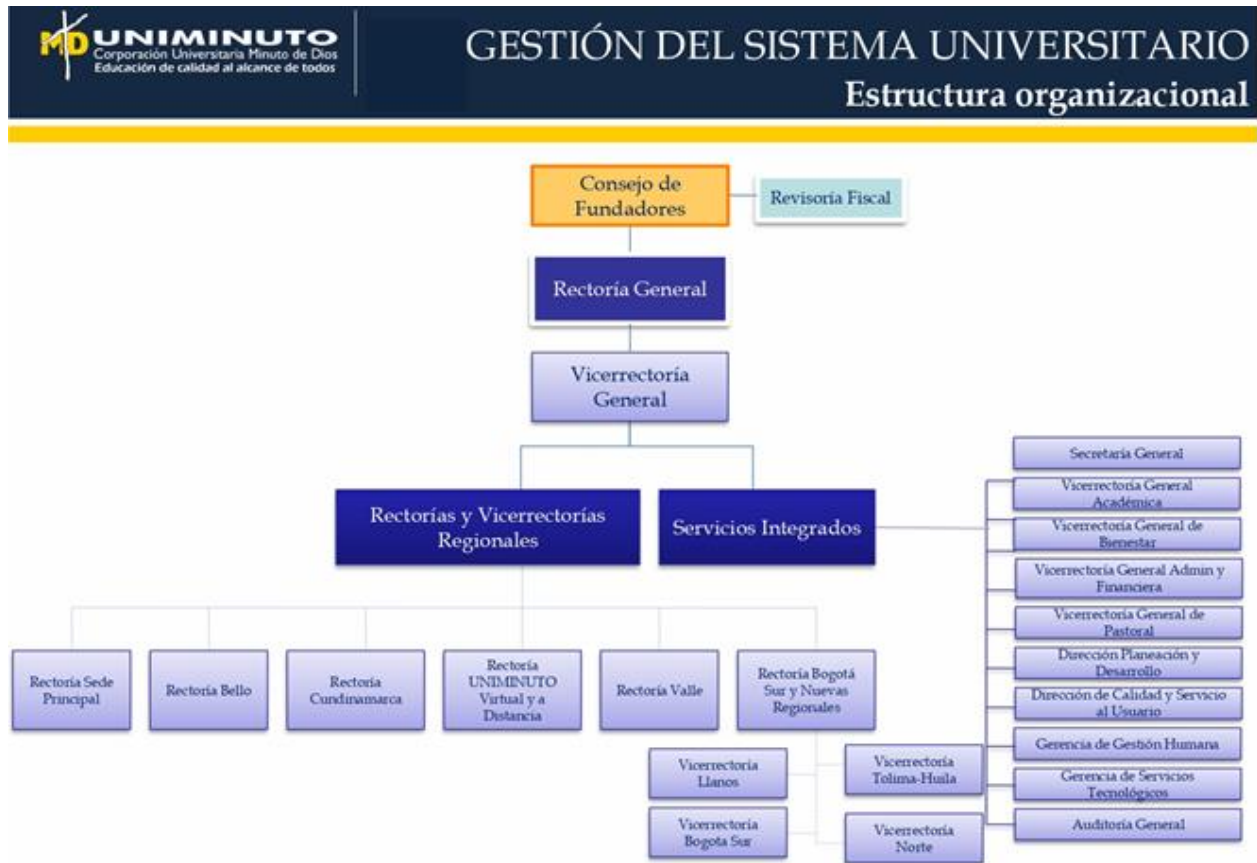 MD UNIMINUTO
Corporación Universitaria Minuto de Dios
Educación de calidad al alcance de todos
GESTIÓN DEL SISTEMA UNIVERSITARIO
Estructura organizacional
Consejo de
Fundadores
Revisoría Fiscal
Rectoría General
Vicerrectoría
General
Rectorías y Vicerrectorías
Regionales
Servicios Integrados
Secretaría General
Vicerrectoría General
Académica
Vicerrectoría General de
Bienestar
Vicerrectoría General Admin y
Financiera
Vicerrectoría General de
Pastoral
Dirección Planeación y
Desarrollo
Dirección de Calidad y Servicio
al Usuario
Gerencia de Gestión Humana
Gerencia de Servicios
Tecnológicos
Auditoría General
Rectoría Sede
Principal
Rectoría Bello
Rectoría
Cundinamarca
Rectoría
UNIMINUTO
Virtual y a
Distancia
Rectoría Valle
Rectoría Bogotá
Sur y Nuevas
Regionales
Vicerrectoría
Llanos
Vicerrectoría
Tolima-Huila
Vicerrectoría
Bogota Sur
Vicerrectoría
Norte